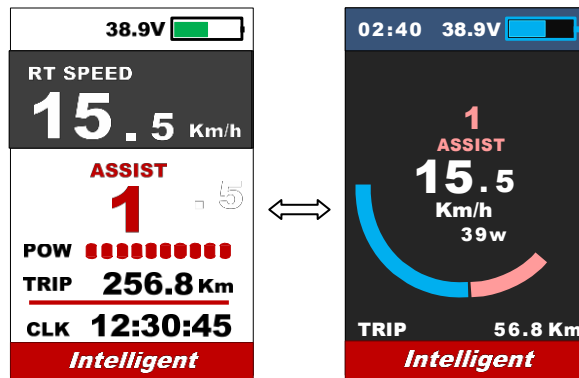 38.9V
RT SPEED
15.5 Km/h
ASSIST
1 .5
POW
TRIP 256.8 Km
CLK 12:30:45
Intelligent
02:40 38.9V
1
ASSIST
15.5
Km/h
39w
TRIP 56.8 Km
Intelligent